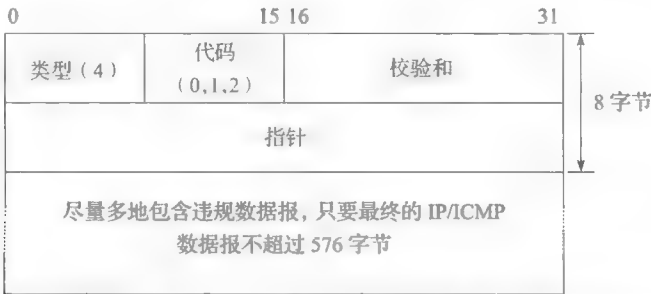 0 15 16 31
类型（4）
代码
（0,1,2）
校验和
8 字节
指针
尽量多地包含违规数据报，只要最终的 IP/ICMP
数据报不超过 576 字节